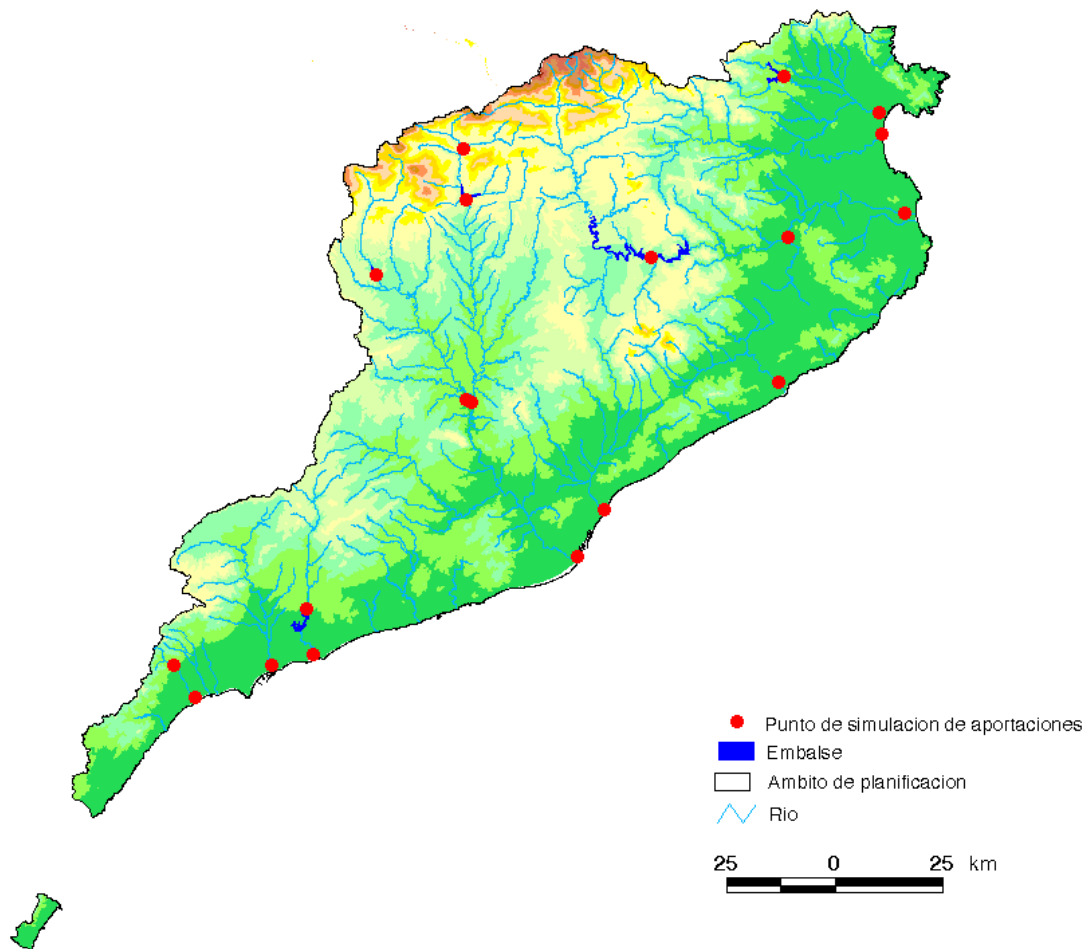 Punto de simulacion de aportaciones
Embalse
Ambito de planificacion
Rio
25 0 25 km